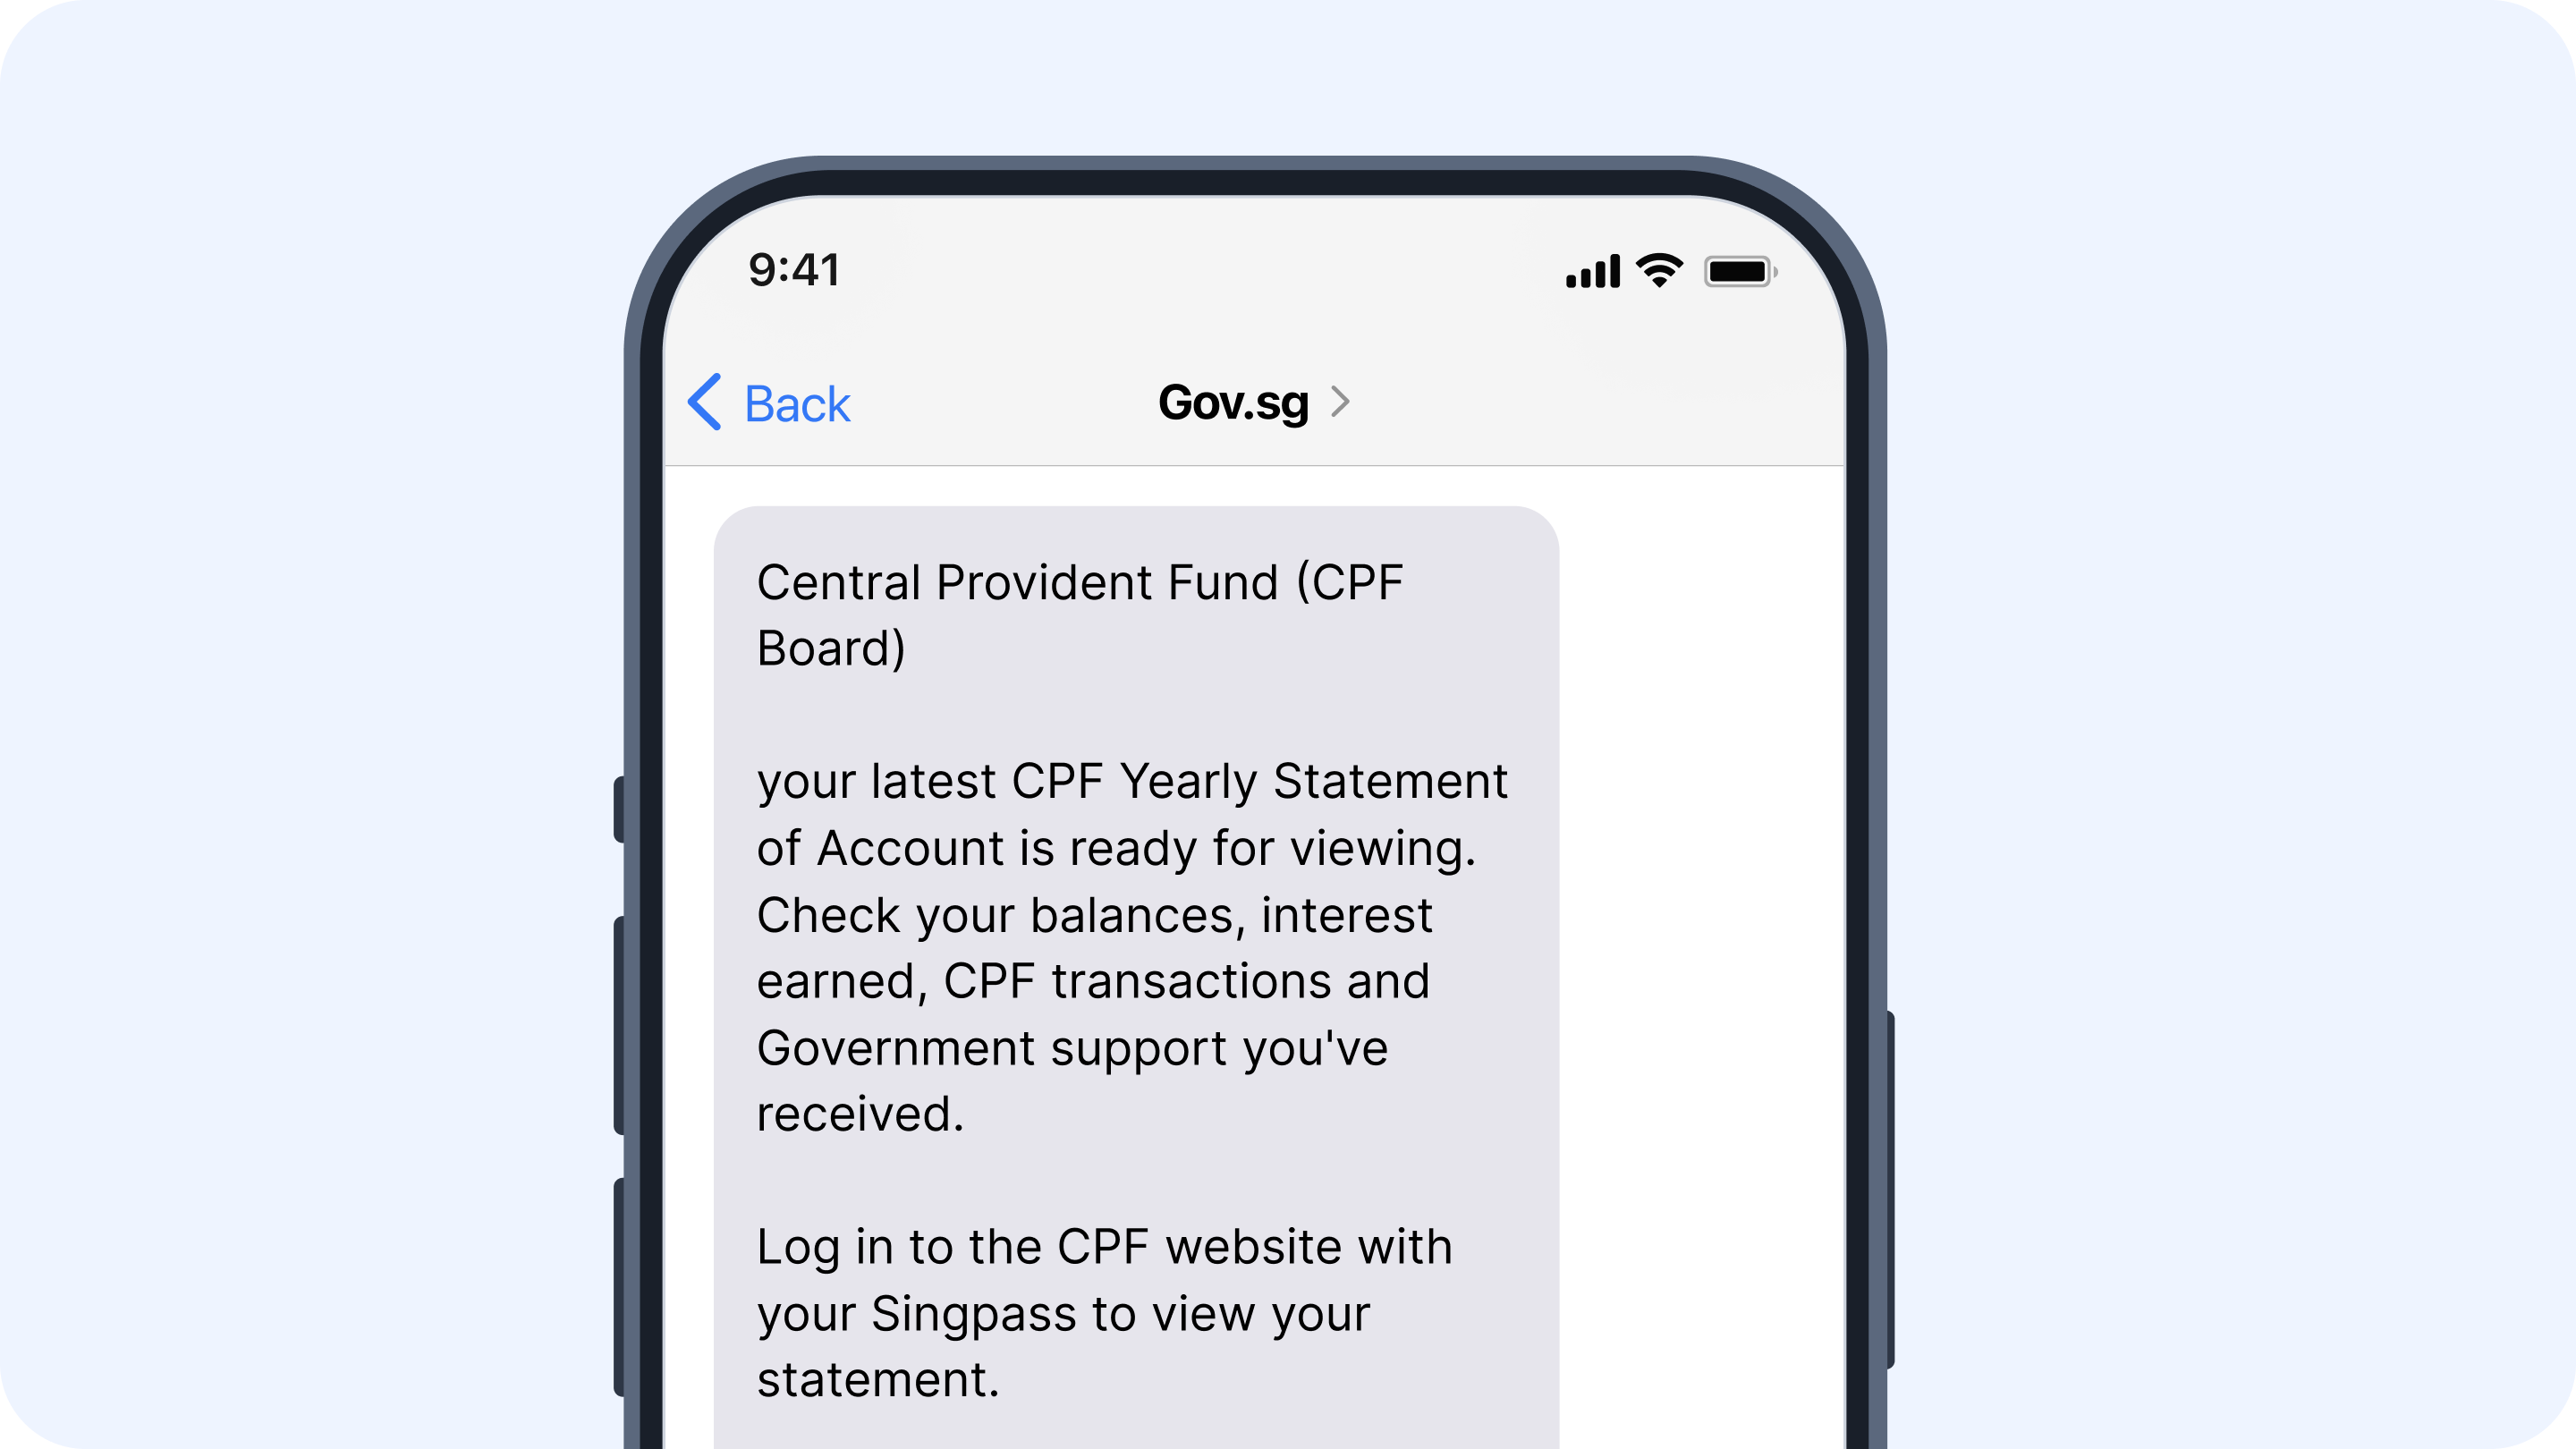 9:41
Back
Gov.sg
Central Provident Fund (CPF
Board)
your latest CPF Yearly Statement
of Account is ready for viewing.
Check your balances, interest
earned, CPF transactions and
Government support you've
received.
Log in to the CPF website with
your Singpass to view your
statement.